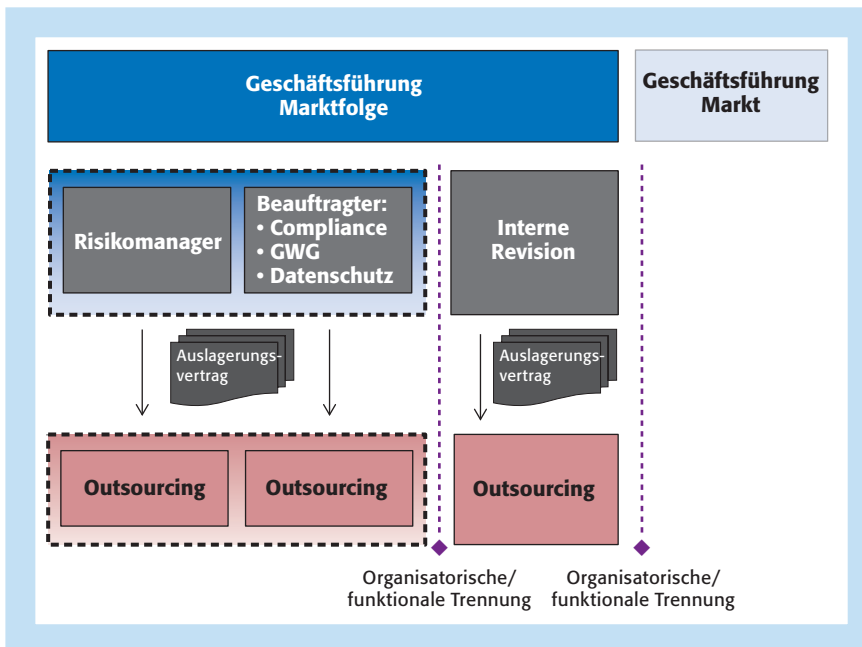 Geschäftsführung
Marktfolge
Geschäftsführung
Markt
Risikomanager
Beauftragter:
• Compliance
• GWG
• Datenschutz
Interne
Revision
Auslagerungs-
vertrag
Auslagerungs-
vertrag
Outsourcing
Outsourcing
Outsourcing
Organisatorische/
funktionale Trennung
Organisatorische/
funktionale Trennung